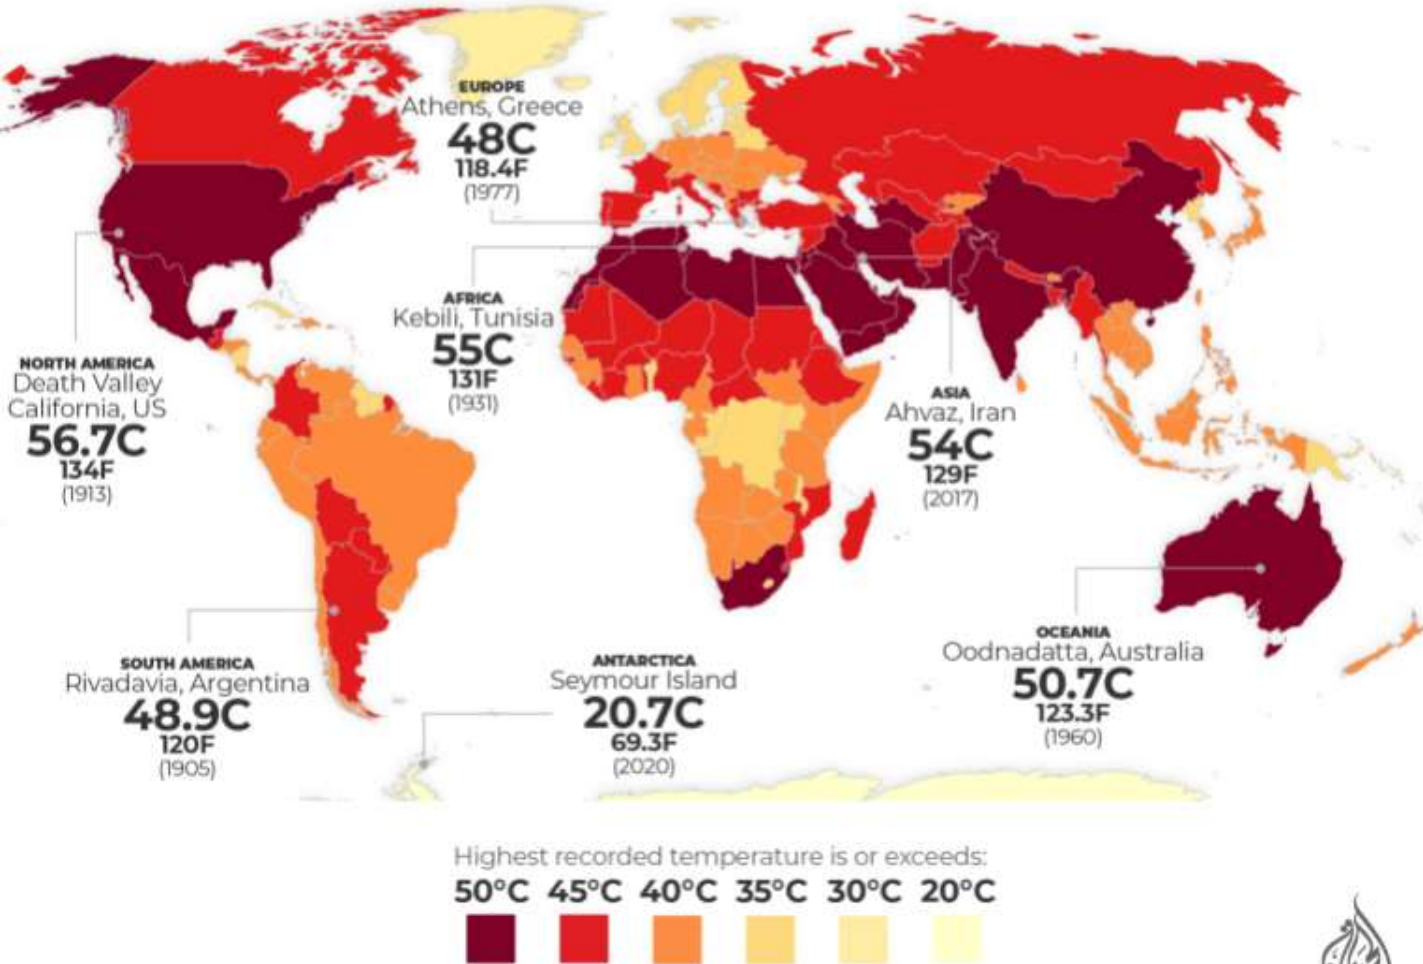 EUROPE
Athens, Greece
48C
118.4F
(1977)
AFRICA
Kebili, Tunisia
55C
131F
(1931)
NORTH AMERICA
Death Valley
California, US
56.7C
134F
(1913)
ASIA
Ahvaz, Iran
54C
129F
(2017)
SOUTH AMERICA
Rivadavia, Argentina
48.9C
120F
(1905)
ANTARCTICA
Seymour Island
20.7C
69.3F
(2020)
OCEANIA
Oodnadatta, Australia
50.7C
123.3F
(1960)
Highest recorded temperature is or exceeds:
50°C 45°C 40°C 35°C 30°C 20°C